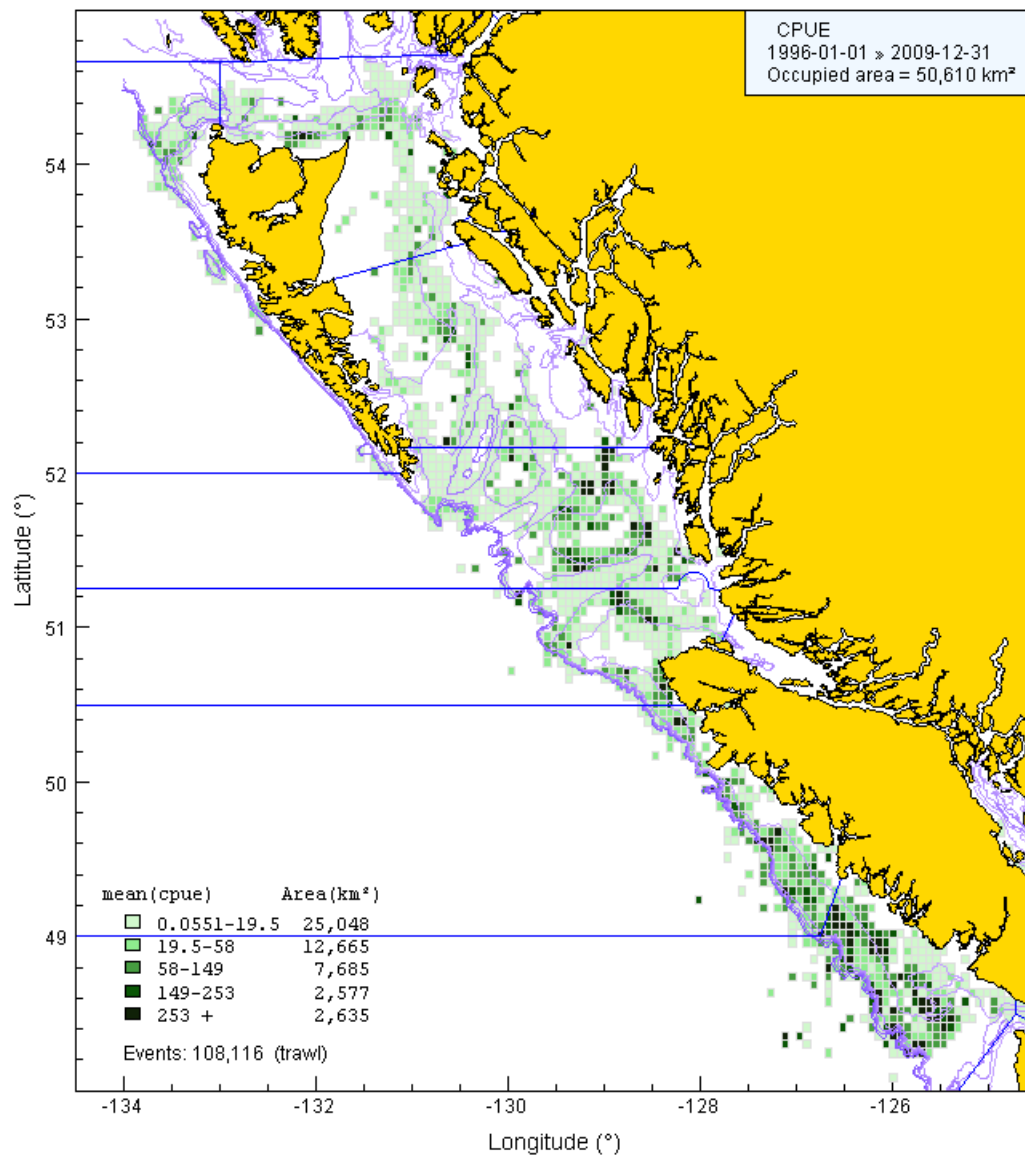 CPUE
1996-01-01 » 2009-12-31
Occupied area = 50,610 km²
54
53
52
51
50
49
Latitude (°)
mean(cpue) Area(km²)
0.0551-19.5 25,048
19.5-58 12,665
58-149 7,685
149-253 2,577
253 + 2,635
Events: 108,116 (trawl)
-134 -132 -130 -128 -126
Longitude (°)